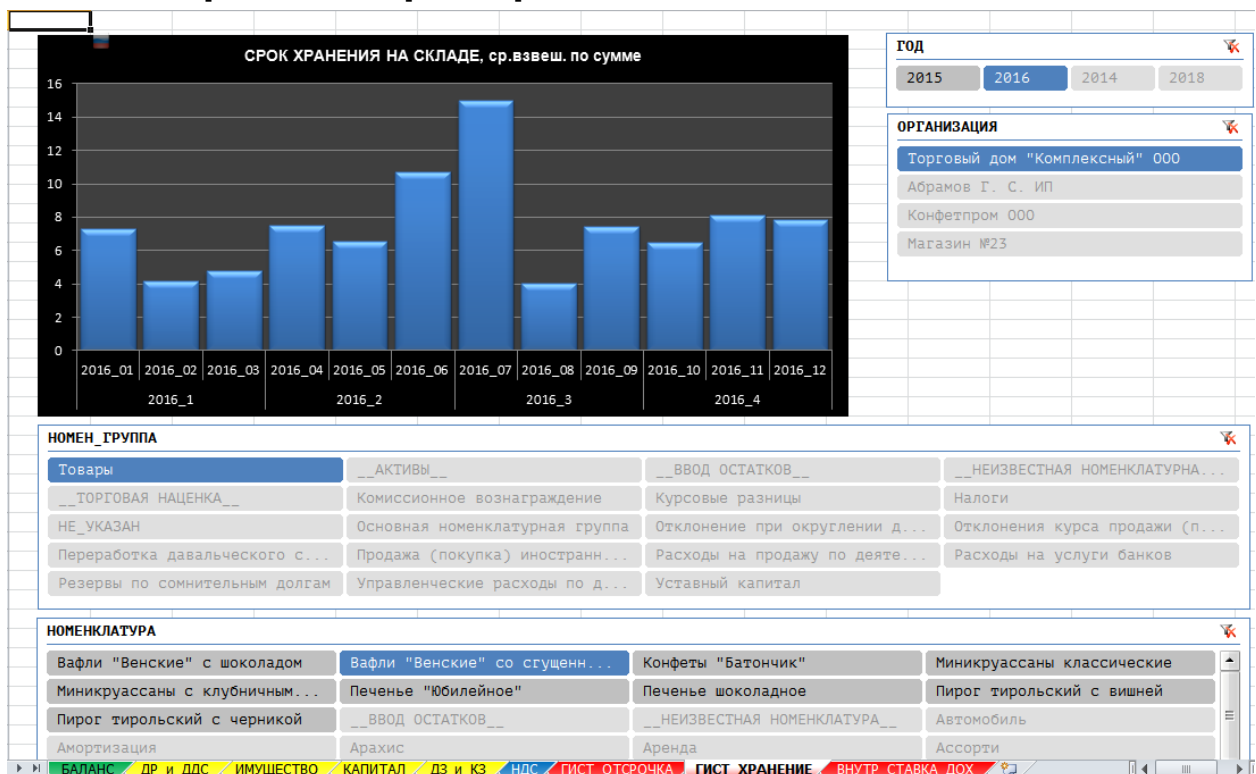 СРОК ХРАНЕНИЯ НА СКЛАДЕ, ср.взвеш. по сумме
16
14
12
10
8
6
4
2
0
2016_01 2016_02 2016_03 2016_04 2016_05 2016_06 2016_07 2016_08 2016_09 2016_10 2016_11 2016_12
2016_1 2016_2 2016_3 2016_4
ГОД
2015 2016 2014 2018
ОРГАНИЗАЦИЯ
Торговый дом "Комплексный" ООО
Абрамов Г. С. ИП
Конфетпром ООО
Магазин №23
НОМЕН_ГРУППА
Товары __АКТИВЫ__ __ВВОД ОСТАТКОВ__ __НЕИЗВЕСТНАЯ НОМЕНКЛАТУРНА...
__ТОРГОВАЯ НАЦЕНКА__ Комиссионное вознаграждение Курсовые разницы Налоги
НЕ_УКАЗАН Основная номенклатурная группа Отклонение при округлении д... Отклонения курса продажи (п...
Переработка давальческого с... Продажа (покупка) иностранн... Расходы на продажу по деяте... Расходы на услуги банков
Резервы по сомнительным долгам Управленческие расходы по д... Уставный капитал
НОМЕНКЛАТУРА
Вафли "Венские" с шоколадом Вафли "Венские" со сгущенн... Конфеты "Батончик" Миникруассаны классические
Миникруассаны с клубничным... Печенье "Юбилейное" Печенье шоколадное Пирог тирольский с вишней
Пирог тирольский с черникой __ВВОД ОСТАТКОВ__ __НЕИЗВЕСТНАЯ НОМЕНКЛАТУРА__ Автомобиль
Амортизация Арахис Аренда Ассорти
БАЛАНС ДР и ДДС ИМУЩЕСТВО КАПИТАЛ ДЗ и КЗ НДС ГИСТ_ОТСРОЧКА ГИСТ_ХРАНЕНИЕ ВНУТР_СТАВКА_ДОХ